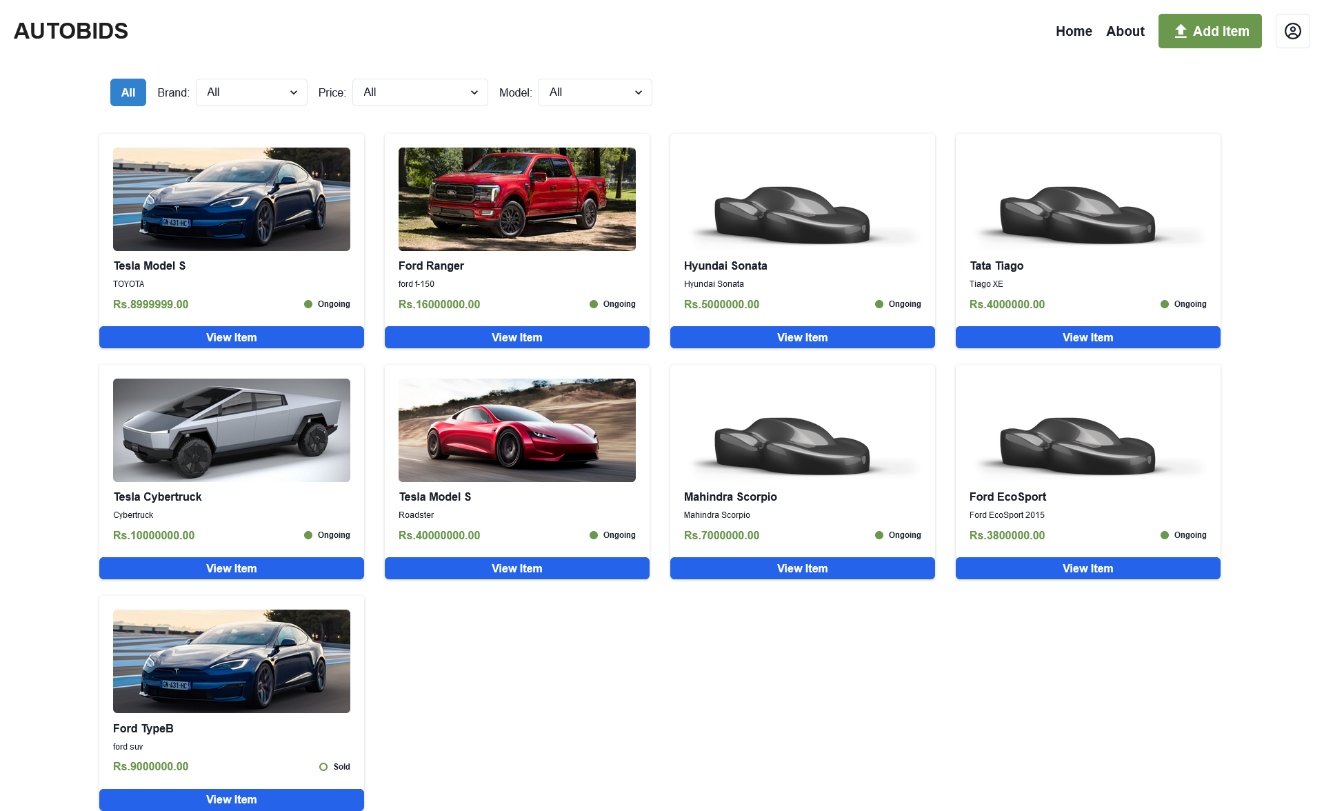 AUTOBIDS
Home About Add Item
All Brand: All Price: All Model: All
Tesla Model S
TOYOTA
Rs.8999999.00 Ongoing
View Item
Ford Ranger
ford f-150
Rs.16000000.00 Ongoing
View Item
Hyundai Sonata
Hyundai Sonata
Rs.5000000.00 Ongoing
View Item
Tata Tiago
Tiago XE
Rs.4000000.00 Ongoing
View Item
Tesla Cybertruck
Cybertruck
Rs.10000000.00 Ongoing
View Item
Tesla Model S
Roadster
Rs.40000000.00 Ongoing
View Item
Mahindra Scorpio
Mahindra Scorpio
Rs.7000000.00 Ongoing
View Item
Ford EcoSport
Ford EcoSport 2015
Rs.3800000.00 Ongoing
View Item
Ford TypeB
ford suv
Rs.9000000.00 Sold
View Item